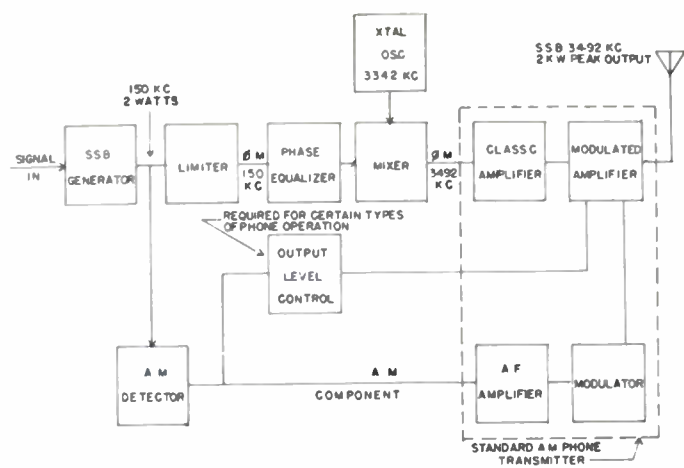 XTAL
OSC
3342 KC
SSB 3492 KC
2 KW PEAK OUTPUT
150 KC
2 WATTS
SIGNAL
IN
SSB
GENERATOR
LIMITER
Ø M
150
KC
PHASE
EQUALIZER
MIXER
Ø M
3492
KC
CLASS C
AMPLIFIER
MODULATED
AMPLIFIER
REQUIRED FOR CERTAIN TYPES
OF PHONE OPERATION
OUTPUT
LEVEL
CONTROL
A M
DETECTOR
A M
COMPONENT
A F
AMPLIFIER
MODULATOR
STANDARD A M PHONE
TRANSMITTER